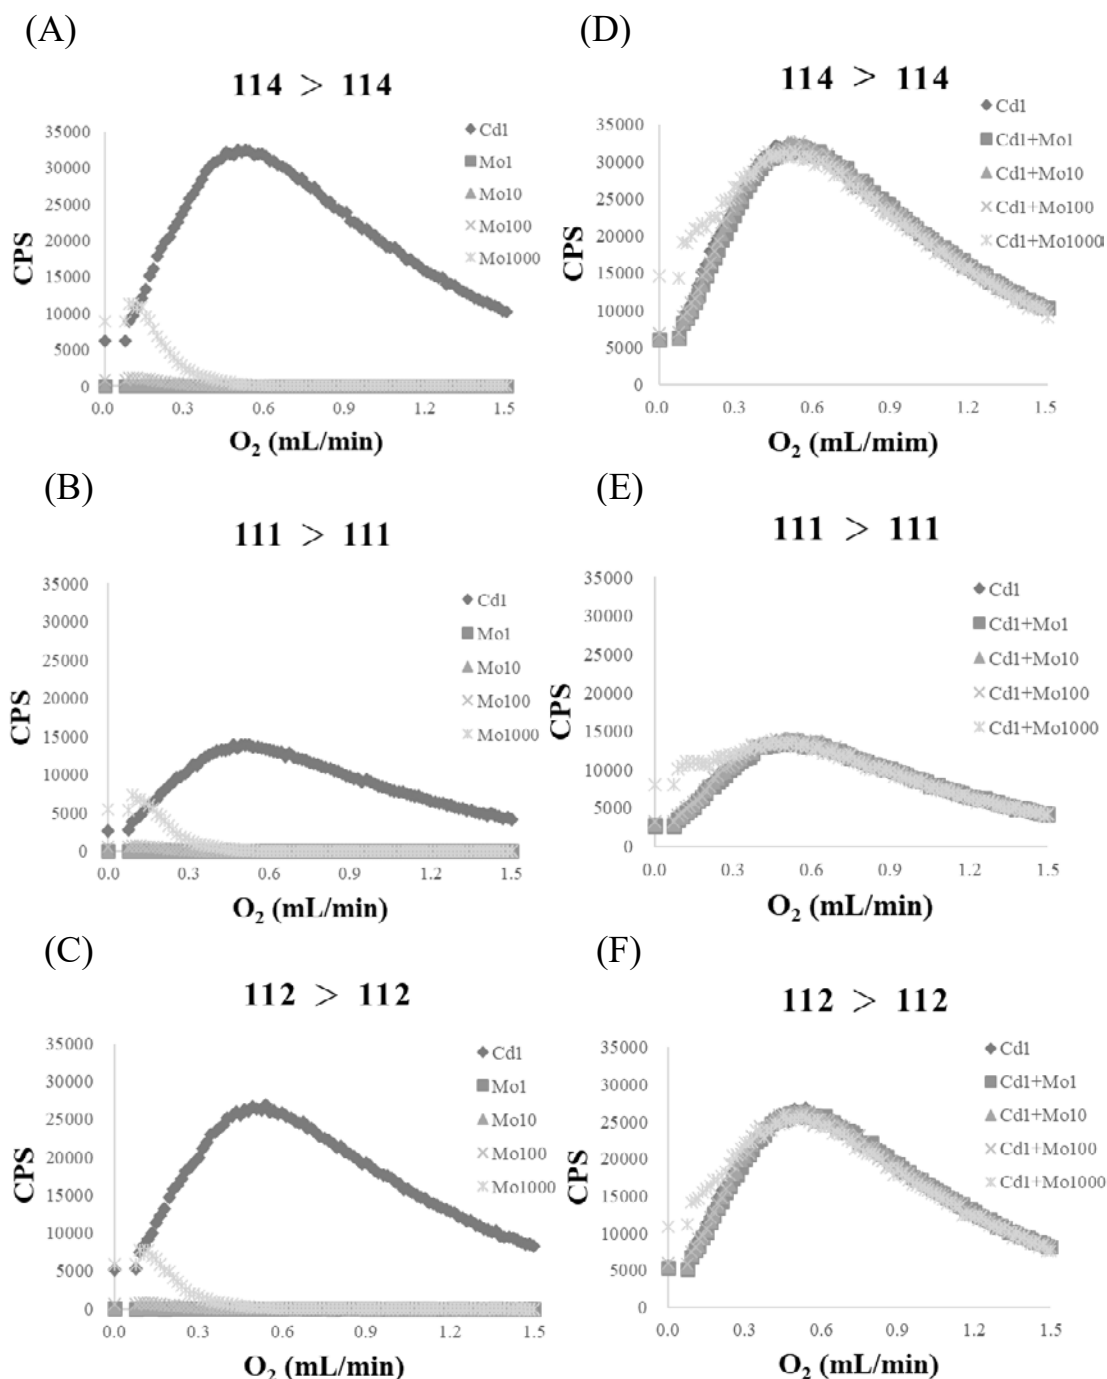 (A)
114 > 114
35000
30000
25000
20000
15000
10000
5000
0
CPS
0.0 0.3 0.6 0.9 1.2 1.5
O₂ (mL/min)
Cd1
Mo1
Mo10
Mo100
Mo1000
(D)
114 > 114
35000
30000
25000
20000
15000
10000
5000
0
CPS
0.0 0.3 0.6 0.9 1.2 1.5
O₂ (mL/mim)
Cd1
Cd1+Mo1
Cd1+Mo10
Cd1+Mo100
Cd1+Mo1000
(B)
111 > 111
35000
30000
25000
20000
15000
10000
5000
0
CPS
0.0 0.3 0.6 0.9 1.2 1.5
O₂ (mL/min)
Cd1
Mo1
Mo10
Mo100
Mo1000
(E)
111 > 111
35000
30000
25000
20000
15000
10000
5000
0
CPS
0.0 0.3 0.6 0.9 1.2 1.5
O₂ (mL/min)
Cd1
Cd1+Mo1
Cd1+Mo10
Cd1+Mo100
Cd1+Mo1000
(C)
112 > 112
35000
30000
25000
20000
15000
10000
5000
0
CPS
0.0 0.3 0.6 0.9 1.2 1.5
O₂ (mL/min)
Cd1
Mo1
Mo10
Mo100
Mo1000
(F)
112 > 112
35000
30000
25000
20000
15000
10000
5000
0
CPS
0.0 0.3 0.6 0.9 1.2 1.5
O₂ (mL/min)
Cd1
Cd1+Mo1
Cd1+Mo10
Cd1+Mo100
Cd1+Mo1000